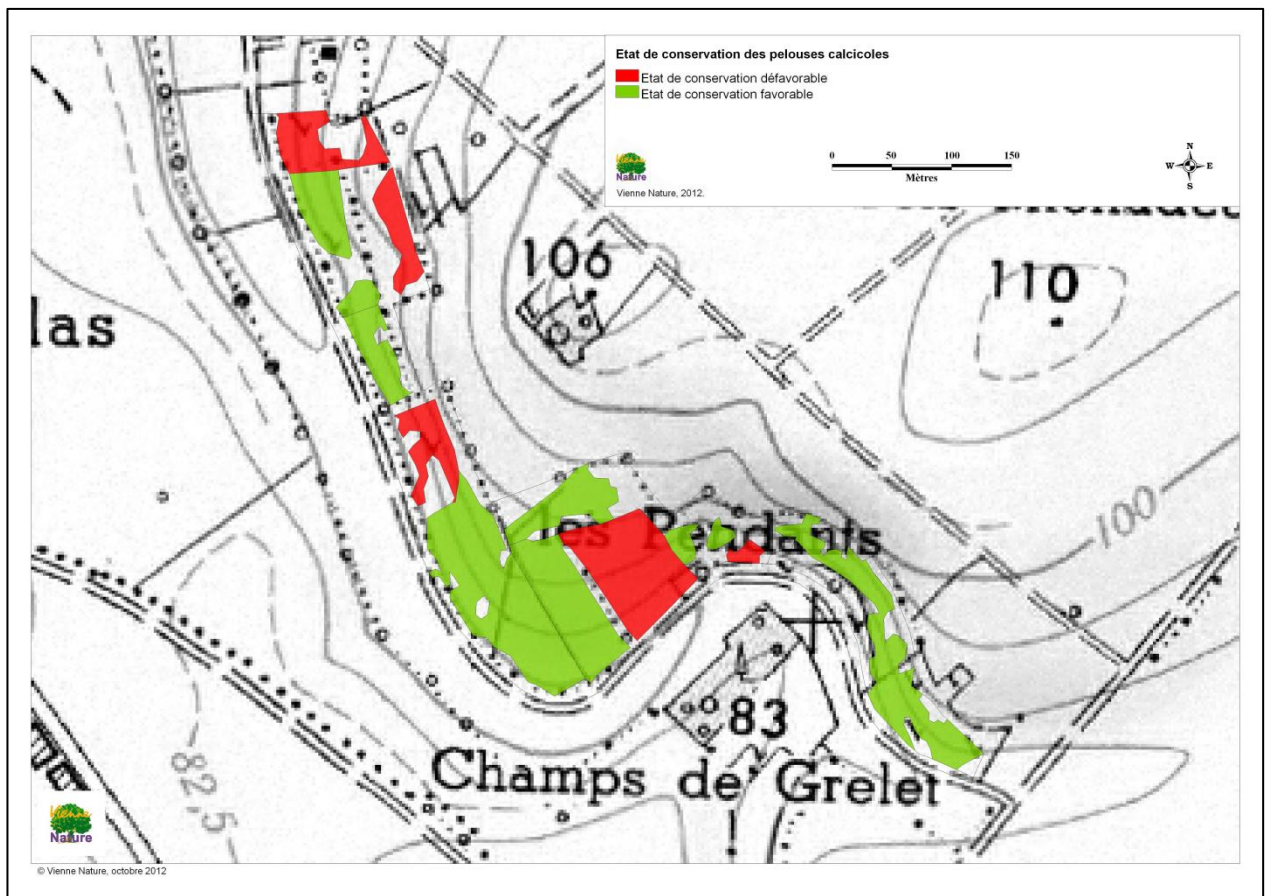 Etat de conservation des pelouses calcicoles
Etat de conservation défavorable
Etat de conservation favorable
0 50 100 150
Mètres
N
W E
S
Vienne
Nature
Vienne Nature, 2012.
106
110
las
les Pendants
100
83
Champs de Grelet
82,5
Vienne
Nature
© Vienne Nature, octobre 2012